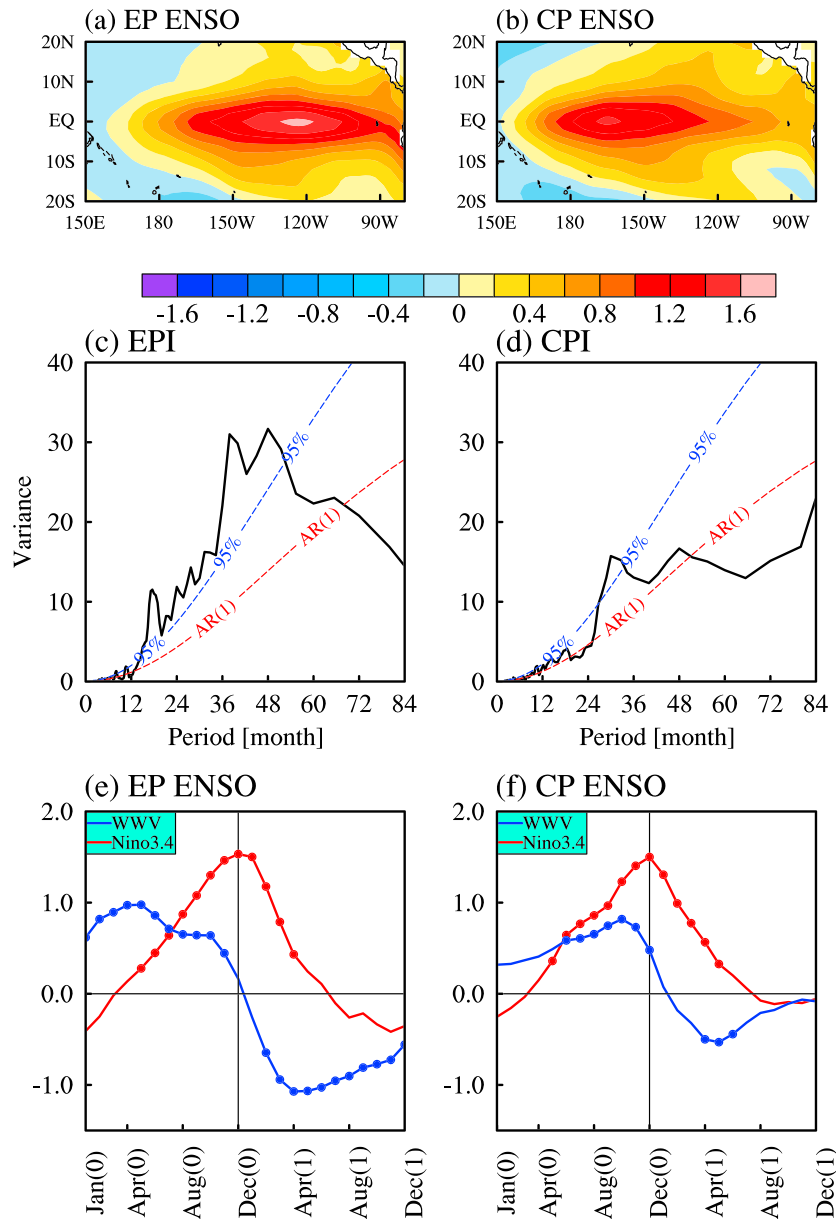 (a) EP ENSO
(b) CP ENSO
20N
10N
EQ
10S
20S
150E 180 150W 120W 90W
20N
10N
EQ
10S
20S
150E 180 150W 120W 90W
-1.6 -1.2 -0.8 -0.4 0 0.4 0.8 1.2 1.6
(c) EPI
(d) CPI
Variance
40
30
20
10
0
95%
95%
95%
AR(1)
AR(1)
0 12 24 36 48 60 72 84
Period [month]
40
30
20
10
0
95%
95%
95%
AR(1)
AR(1)
0 12 24 36 48 60 72 84
Period [month]
(e) EP ENSO
(f) CP ENSO
WWV
Nino3.4
2.0
1.0
0.0
-1.0
Jan(0)
Apr(0)
Aug(0)
Dec(0)
Apr(1)
Aug(1)
Dec(1)
WWV
Nino3.4
2.0
1.0
0.0
-1.0
Jan(0)
Apr(0)
Aug(0)
Dec(0)
Apr(1)
Aug(1)
Dec(1)